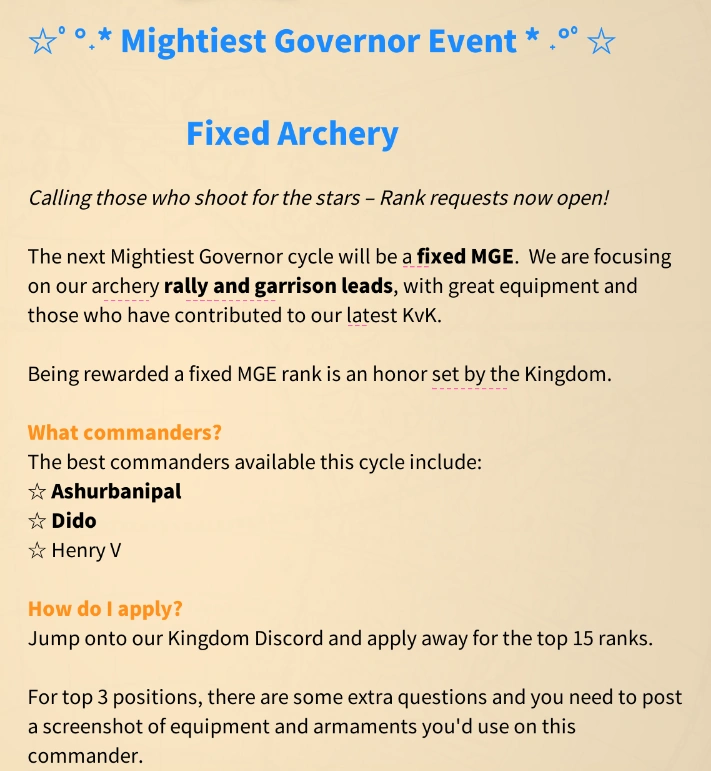 ☆˚ °˖* Mightiest Governor Event * ˖°˚ ☆
Fixed Archery
Calling those who shoot for the stars – Rank requests now open!
The next Mightiest Governor cycle will be a fixed MGE.  We are focusing
on our archery rally and garrison leads, with great equipment and
those who have contributed to our latest KvK.
Being rewarded a fixed MGE rank is an honor set by the Kingdom.
What commanders?
The best commanders available this cycle include:
☆ Ashurbanipal
☆ Dido
☆ Henry V
How do I apply?
Jump onto our Kingdom Discord and apply away for the top 15 ranks.
For top 3 positions, there are some extra questions and you need to post
a screenshot of equipment and armaments you'd use on this
commander.